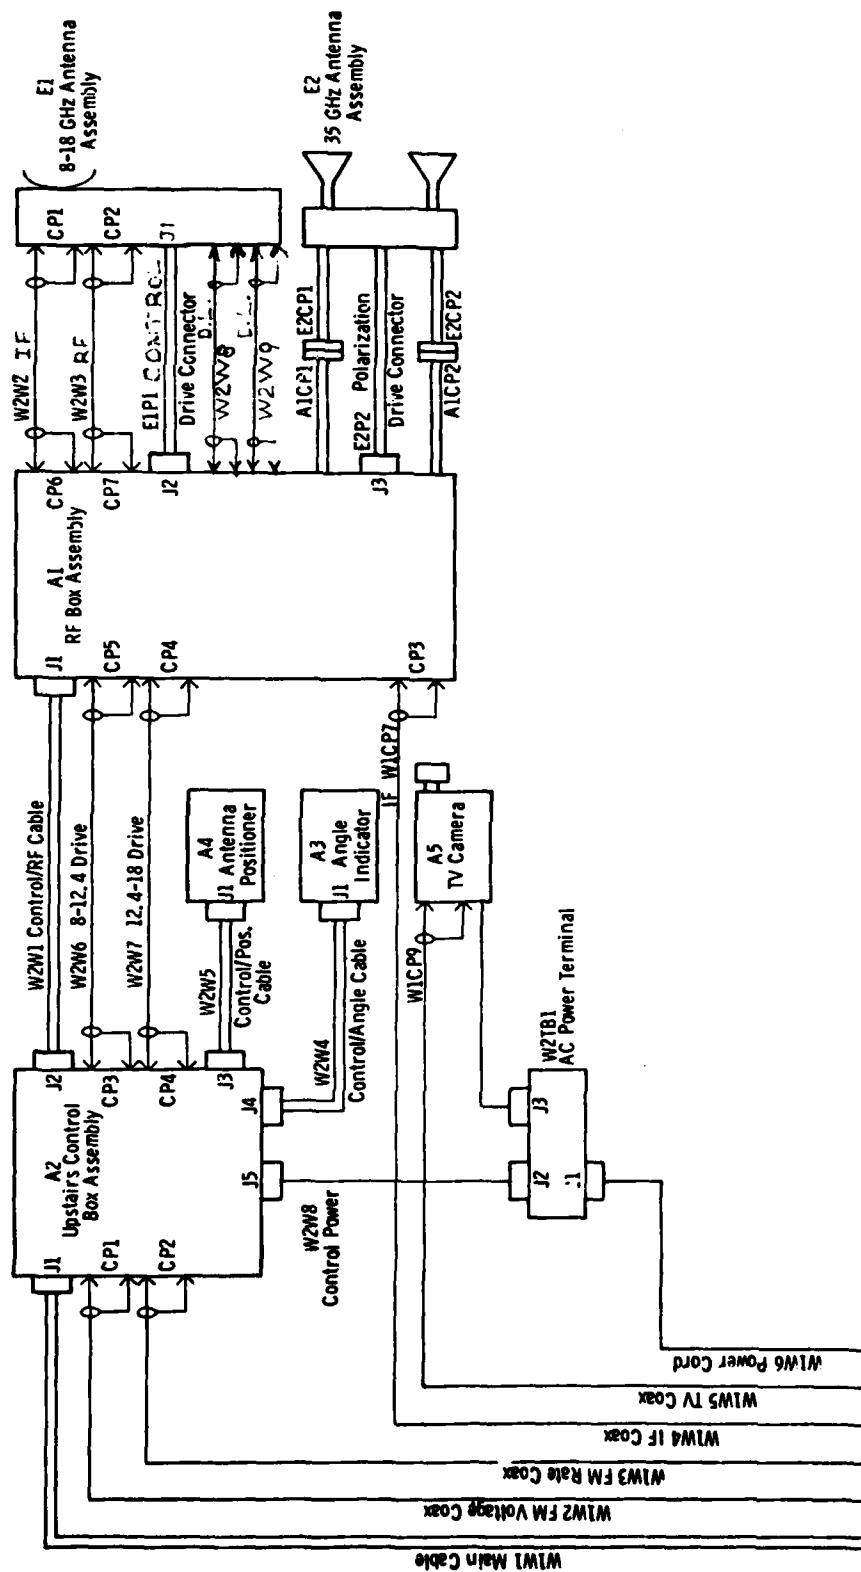 E1
8-18 GHz Antenna
Assembly
CP1
CP2
J1
E2
35 GHz Antenna
Assembly
W2W2 IF
W2W3 RF
E1P1 CONTROL
Drive Connector
W2W8
W2W9
A1CP1
E2CP1
E2P2 Polarization
Drive Connector
A1CP2
E2CP2
A1
RF Box Assembly
CP6
CP7
J2
J3
J1
CP5
CP4
CP3
W2W1 Control/RF Cable
W2W6 8-12.4 Drive
W2W7 12.4-18 Drive
W2W5
Control/Pos.
Cable
A4
J1 Antenna
Positioner
W2W4
Control/Angle Cable
A3
J1 Angle
Indicator
IF W1CP7
W1CP9
A5
TV Camera
A2
Upstairs Control
Box Assembly
J1
CP1
CP2
J2
CP3
CP4
J3
J4
J5
W2W8
Control Power
W2TB1
AC Power Terminal
J3
J2
J1
W1W1 Main Cable
W1W2 FM Voltage Coax
W1W3 FM Rate Coax
W1W4 IF Coax
W1W5 TV Coax
W1W6 Power Cord